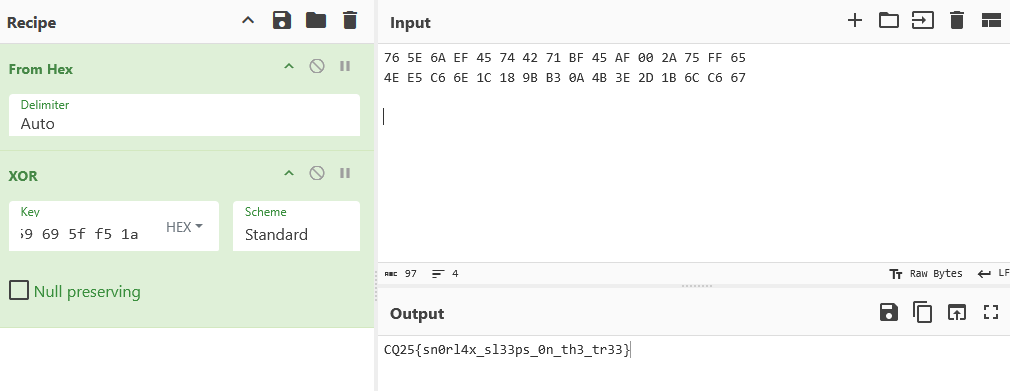 Recipe
From Hex
Delimiter
Auto
XOR
Key
59 69 5f f5 1a
HEX
Scheme
Standard
Null preserving
Input
76 5E 6A EF 45 74 42 71 BF 45 AF 00 2A 75 FF 65
4E E5 C6 6E 1C 18 9B B3 0A 4B 3E 2D 1B 6C C6 67
ABC 97 4 Raw Bytes LF
Output
CQ25{sn0rl4x_sl33ps_0n_th3_tr33}